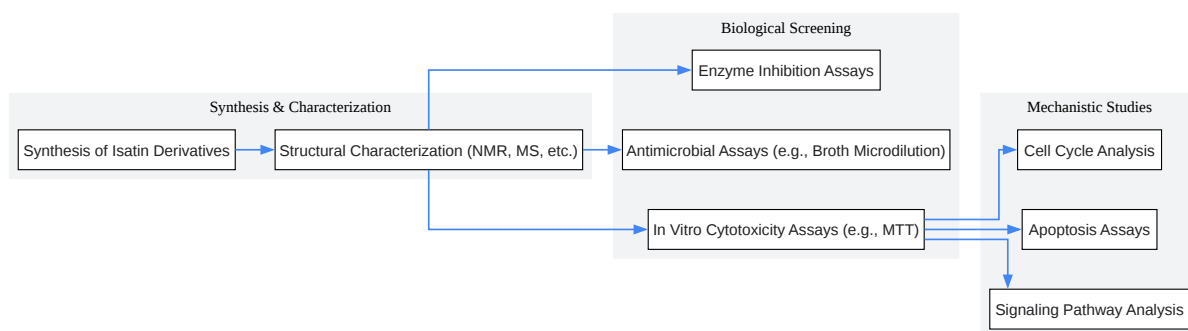 Biological Screening
Enzyme Inhibition Assays
Synthesis & Characterization
Mechanistic Studies
Synthesis of Isatin Derivatives
Structural Characterization (NMR, MS, etc.)
Antimicrobial Assays (e.g., Broth Microdilution)
Cell Cycle Analysis
In Vitro Cytotoxicity Assays (e.g., MTT)
Apoptosis Assays
Signaling Pathway Analysis